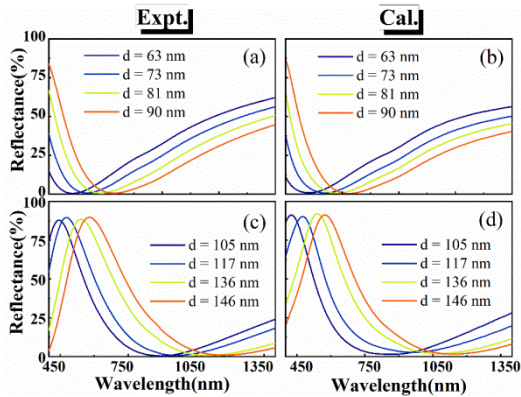 Expt.
Cal.
Reflectance(%)
100
75
50
25
0
(a)
d = 63 nm
d = 73 nm
d = 81 nm
d = 90 nm
(b)
d = 63 nm
d = 73 nm
d = 81 nm
d = 90 nm
Reflectance(%)
100
75
50
25
0
(c)
d = 105 nm
d = 117 nm
d = 136 nm
d = 146 nm
(d)
d = 105 nm
d = 117 nm
d = 136 nm
d = 146 nm
450 750 1050 1350
450 750 1050 1350
Wavelength(nm)
Wavelength(nm)